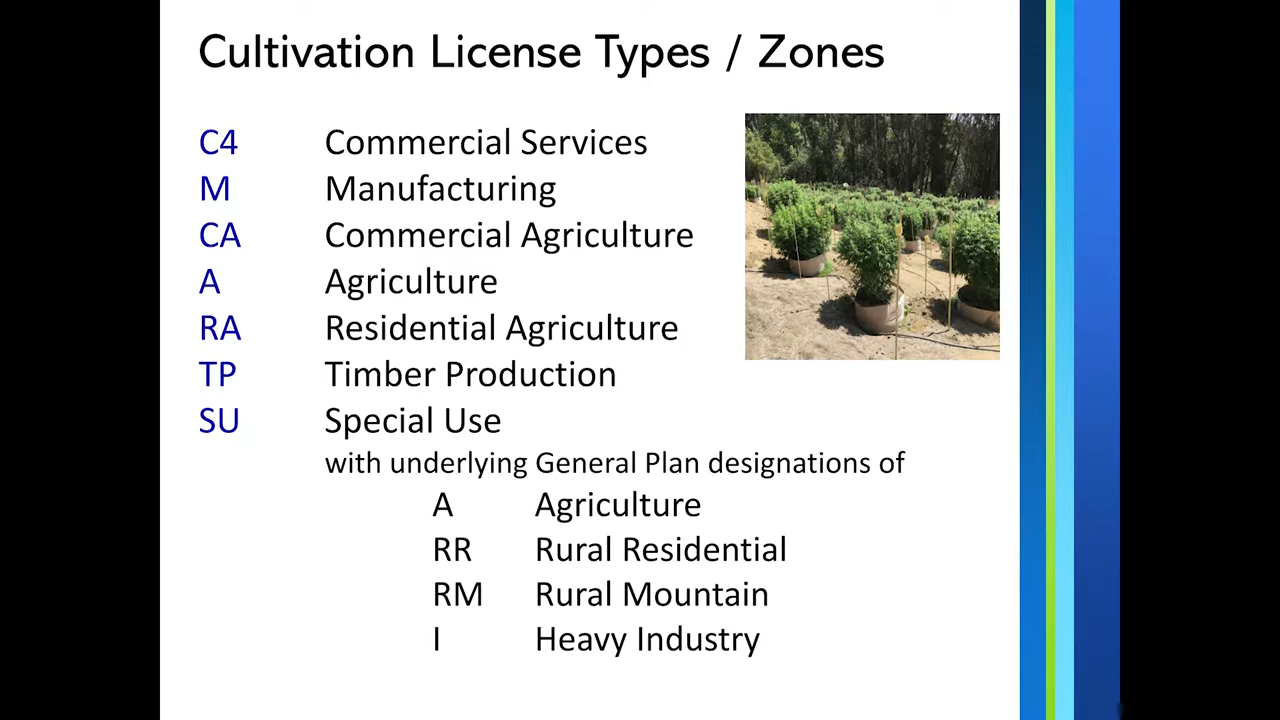 Cultivation License Types / Zones
C4 Commercial Services
M Manufacturing
CA Commercial Agriculture
A Agriculture
RA Residential Agriculture
TP Timber Production
SU Special Use
with underlying General Plan designations of
A Agriculture
RR Rural Residential
RM Rural Mountain
I Heavy Industry